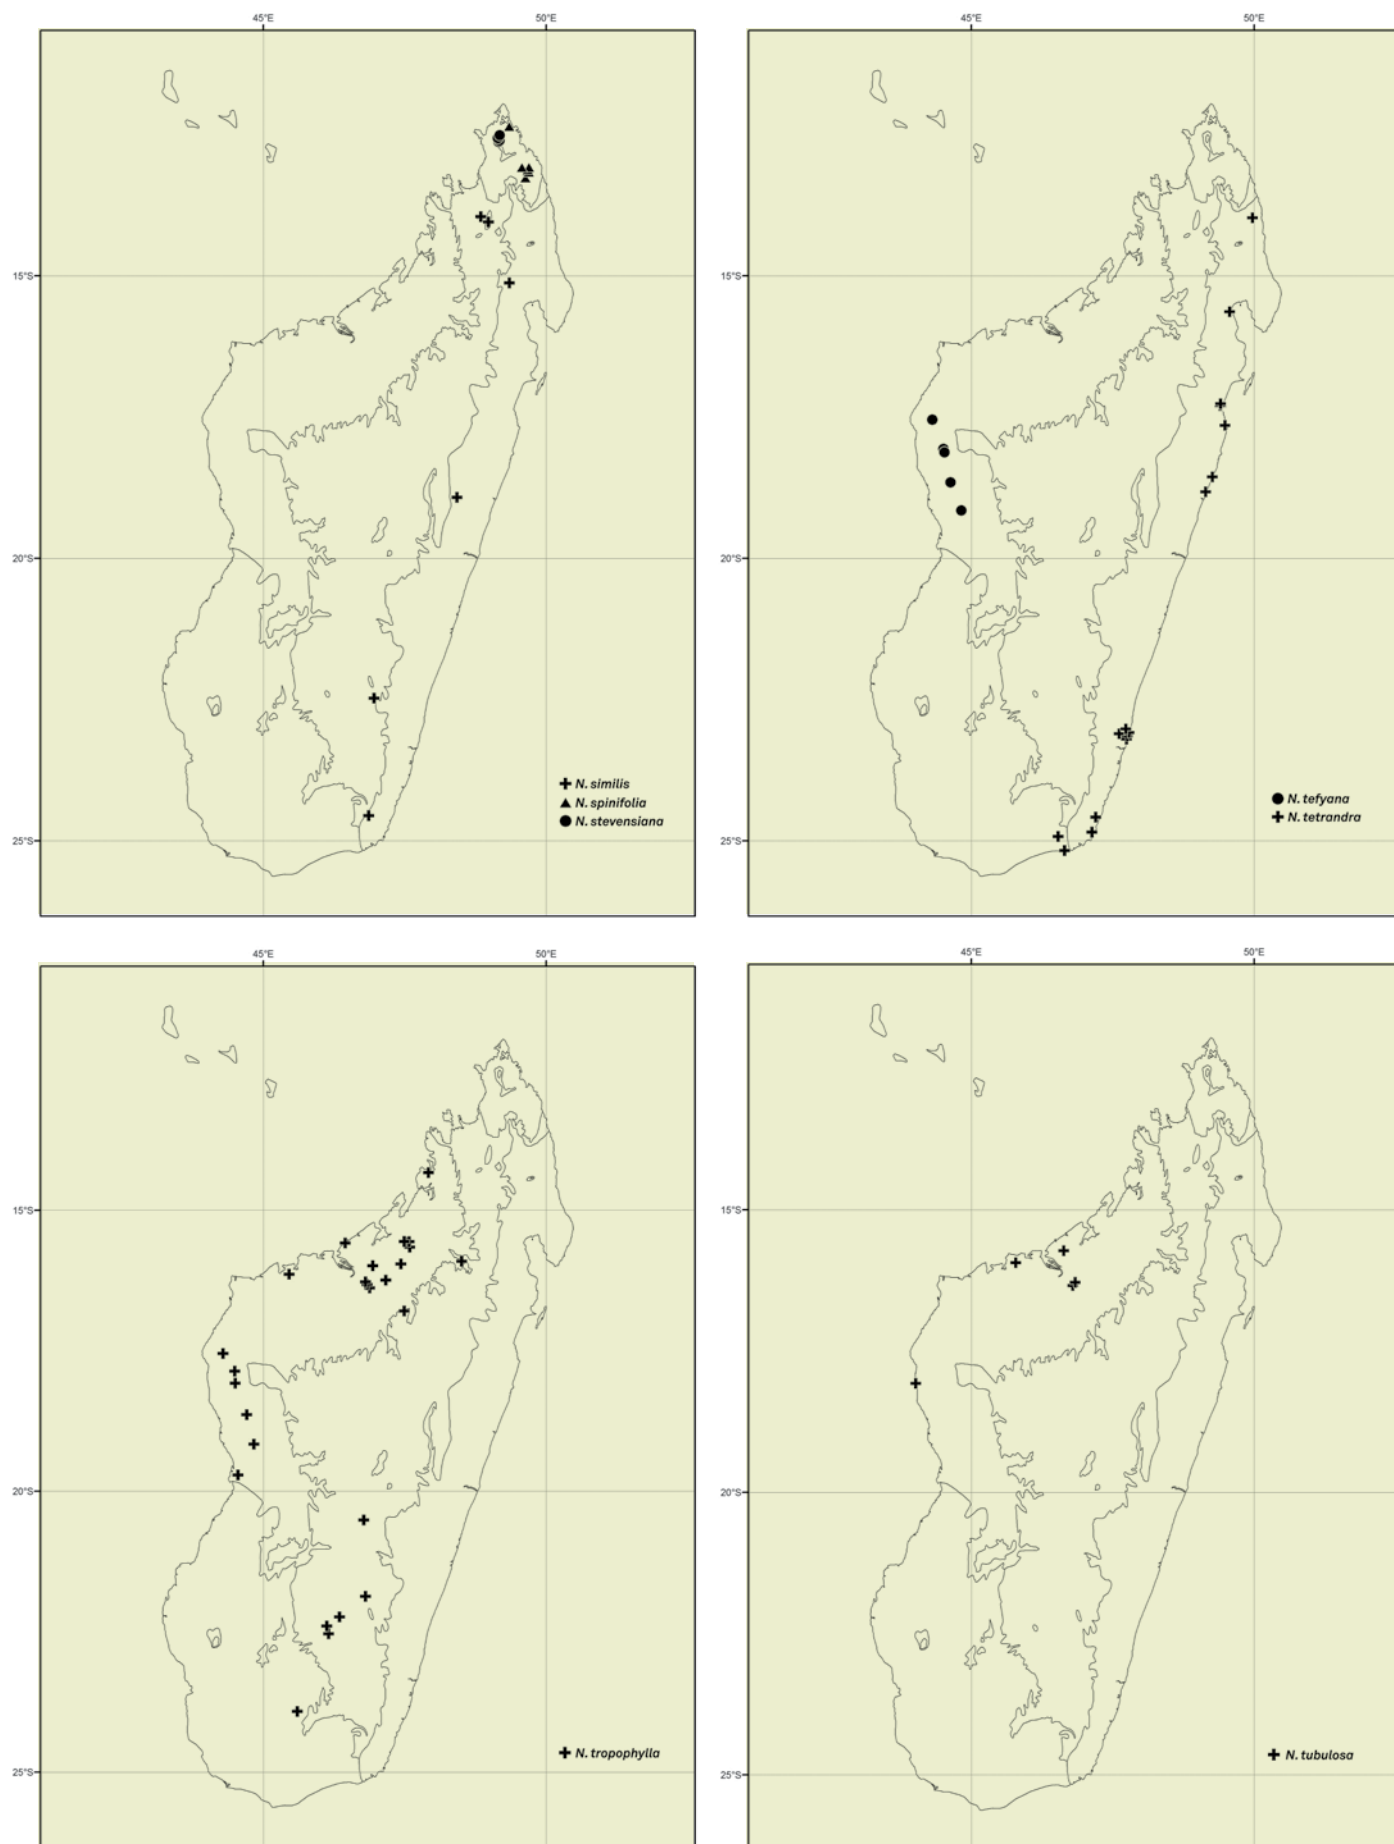 45°E 50°E
45°E 50°E
15°S
15°S
20°S
20°S
N. similis
N. spinifolia
N. stevensiana
N. tefyana
N. tetrandra
25°S
25°S
45°E 50°E
45°E 50°E
15°S
15°S
20°S
20°S
N. tropophylla
N. tubulosa
25°S
25°S